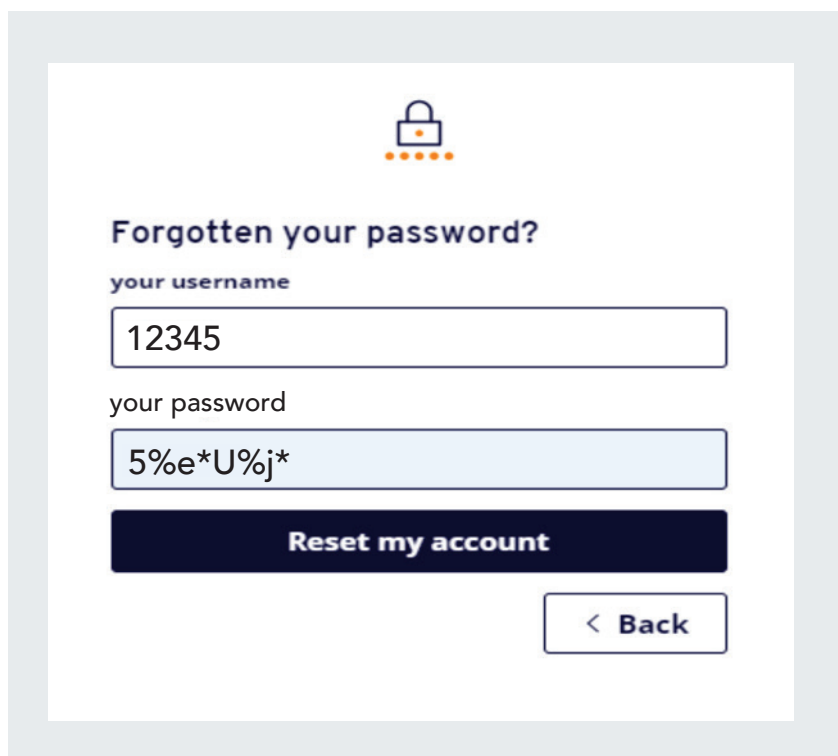 Forgotten your password?
your username
12345
your password
5%e*U%j*
Reset my account
< Back